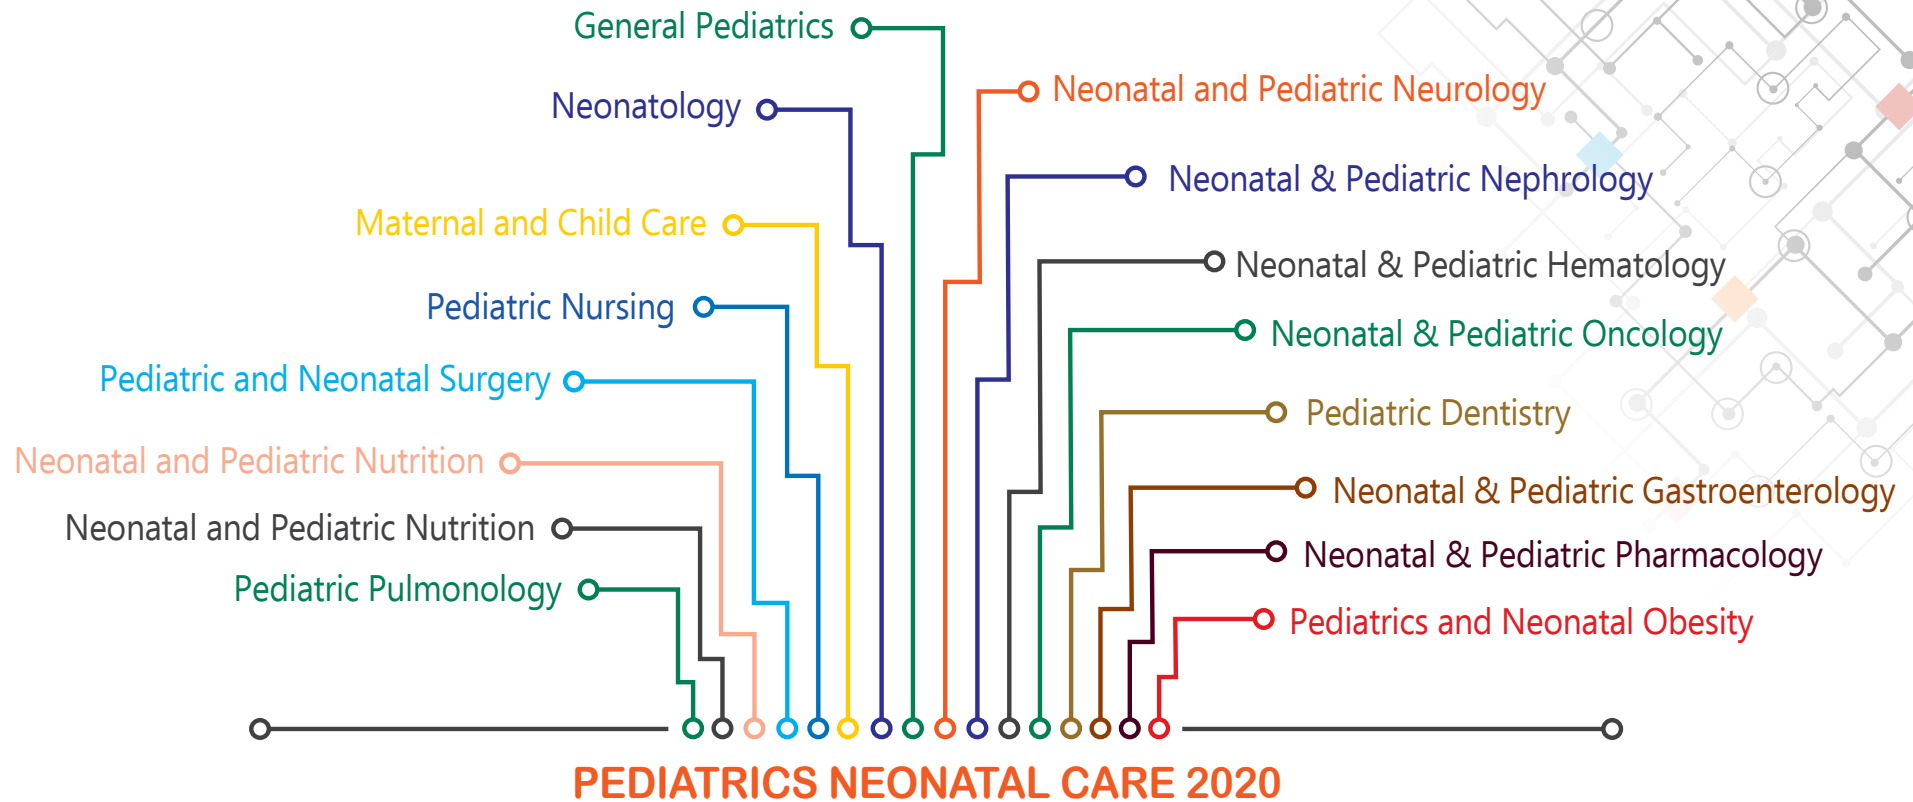 General Pediatrics
Neonatology
Maternal and Child Care
Pediatric Nursing
Pediatric and Neonatal Surgery
Neonatal and Pediatric Nutrition
Neonatal and Pediatric Nutrition
Pediatric Pulmonology
Neonatal and Pediatric Neurology
Neonatal & Pediatric Nephrology
Neonatal & Pediatric Hematology
Neonatal & Pediatric Oncology
Pediatric Dentistry
Neonatal & Pediatric Gastroenterology
Neonatal & Pediatric Pharmacology
Pediatrics and Neonatal Obesity
PEDIATRICS NEONATAL CARE 2020